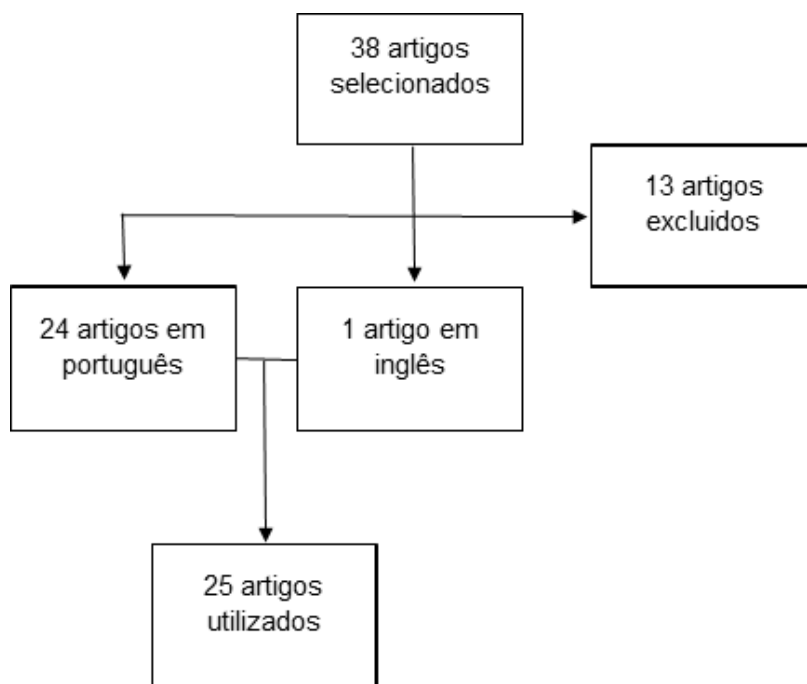 38 artigos
selecionados
13 artigos
excluidos
24 artigos em
português
1 artigo em
inglês
25 artigos
utilizados